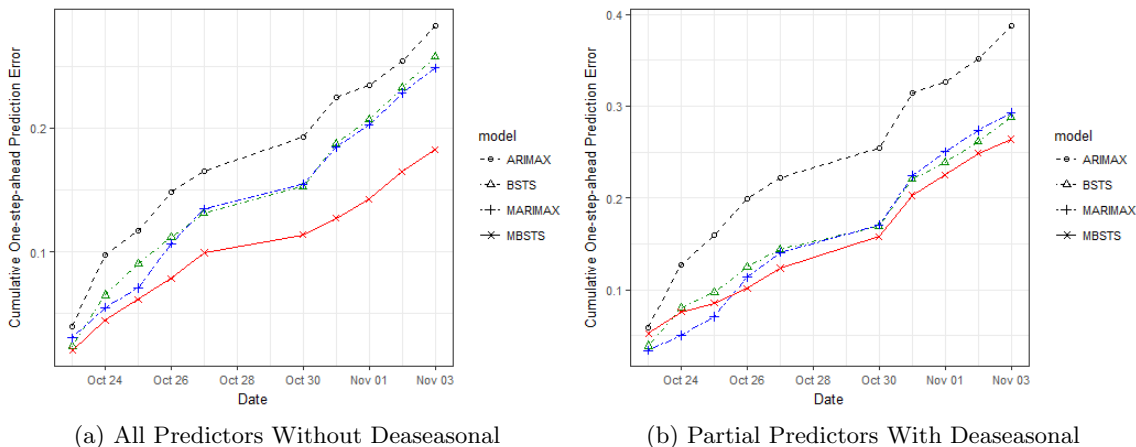 Cumulative One-step-ahead Prediction Error
0.2
0.1
Oct 24 Oct 26 Oct 28 Oct 30 Nov 01 Nov 03
Date
model
ARIMAX
BSTS
MARIMAX
MBSTS
(a) All Predictors Without Deaseasonal
Cumulative One-step-ahead Prediction Error
0.4
0.3
0.2
0.1
Oct 24 Oct 26 Oct 28 Oct 30 Nov 01 Nov 03
Date
model
ARIMAX
BSTS
MARIMAX
MBSTS
(b) Partial Predictors With Deaseasonal